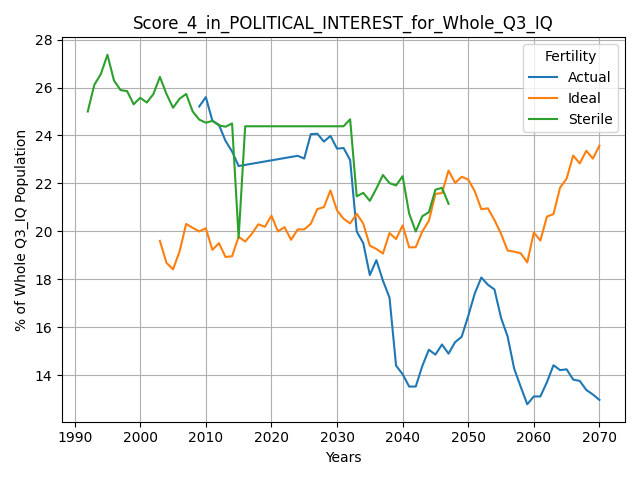 Score_4_in_POLITICAL_INTEREST_for_Whole_Q3_IQ
% of Whole Q3_IQ Population
28
26
24
22
20
18
16
14
Fertility
Actual
Ideal
Sterile
1990 2000 2010 2020 2030 2040 2050 2060 2070
Years